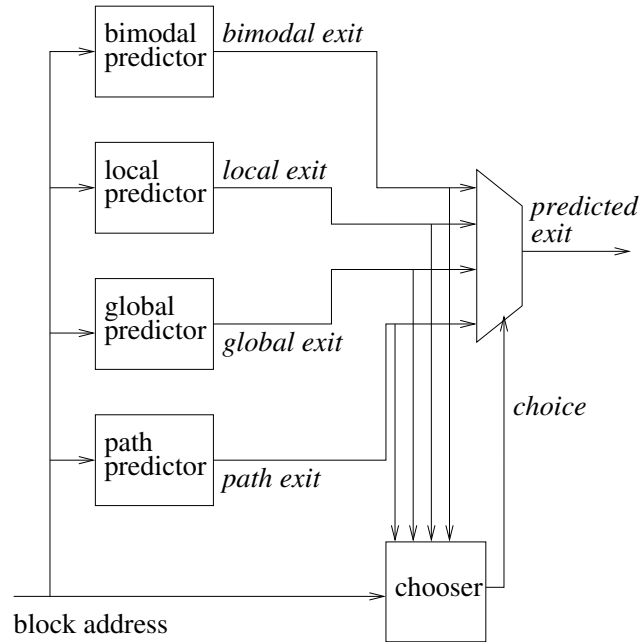 bimodal
predictor
bimodal exit
local
predictor
local exit
predicted
exit
global
predictor
global exit
choice
path
predictor
path exit
chooser
block address